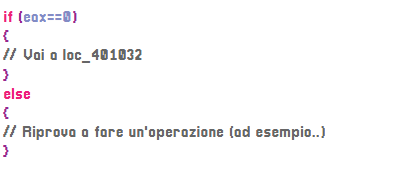 if (eax==0)
{
// Vai a loc_401032
}
else
{
// Riprova a fare un'operazione (ad esempio..)
}